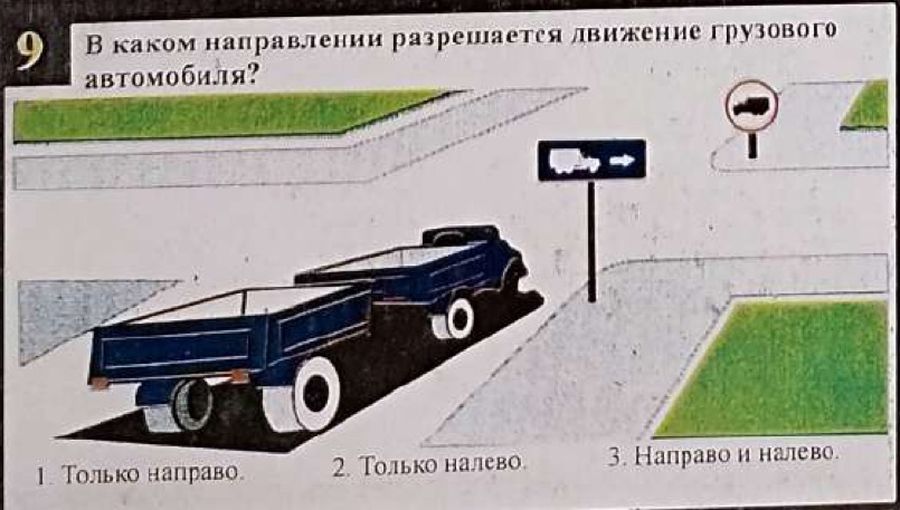 9
В каком направлении разрешается движение грузового
автомобиля?
1. Только направо.
2. Только налево.
3. Направо и налево.